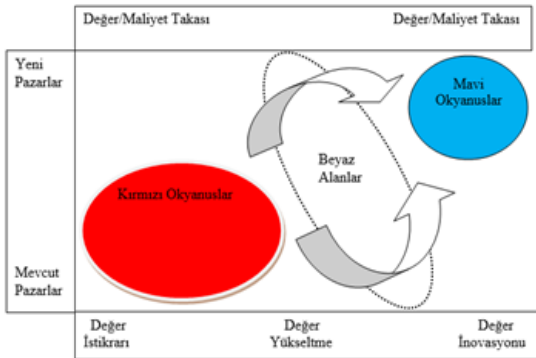 Değer/Maliyet Takası
Değer/Maliyet Takası
Yeni
Pazarlar
Mavi
Okyanuslar
Beyaz
Alanlar
Kırmızı Okyanuslar
Mevcut
Pazarlar
Değer
İstikrarı
Değer
Yükseltme
Değer
İnovasyonu